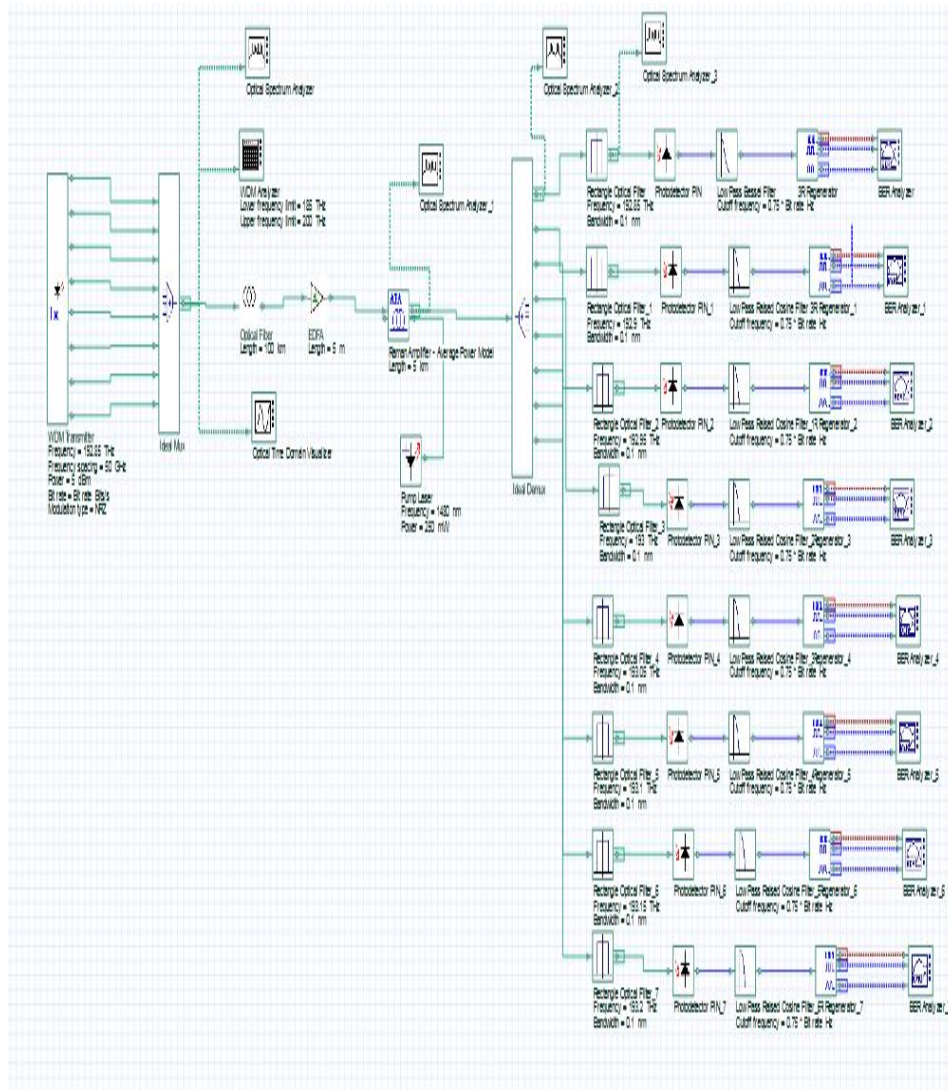 Optical Spectrum Analyzer
Optical Spectrum Analyzer_2
Optical Spectrum Analyzer_3
WDM Analyzer
Lower frequency limit = 185 THz
Upper frequency limit = 200 THz
Optical Spectrum Analyzer_1
Rectangle Optical Filter
Frequency = 192.85 THz
Bandwidth = 0.1 nm
Photodetector PIN
Low Pass Bessel Filter
Cutoff frequency = 0.75 * Bit rate Hz
3R Regenerator
BER Analyzer
Tx
WDM Transmitter
Frequency = 192.85 THz
Frequency spacing = 50 GHz
Power = 5 dBm
Bit rate = Bit rate Bits/s
Modulation type = NRZ
Ideal Mux
Optical Fiber
Length = 100 km
EDFA
Length = 5 m
Raman Amplifier - Average Power Model
Length = 5 km
Optical Time Domain Visualizer
Pump Laser
Frequency = 1480 nm
Power = 250 mW
Ideal Demux
Rectangle Optical Filter_1
Frequency = 192.9 THz
Bandwidth = 0.1 nm
Photodetector PIN_1
Low Pass Raised Cosine Filter
Cutoff frequency = 0.75 * Bit rate Hz
Regenerator_1
BER Analyzer_1
Rectangle Optical Filter_2
Frequency = 192.95 THz
Bandwidth = 0.1 nm
Photodetector PIN_2
Low Pass Raised Cosine Filter_1
Cutoff frequency = 0.75 * Bit rate Hz
Regenerator_2
BER Analyzer_2
Rectangle Optical Filter_3
Frequency = 193 THz
Bandwidth = 0.1 nm
Photodetector PIN_3
Low Pass Raised Cosine Filter_2
Cutoff frequency = 0.75 * Bit rate Hz
Regenerator_3
BER Analyzer_3
Rectangle Optical Filter_4
Frequency = 193.05 THz
Bandwidth = 0.1 nm
Photodetector PIN_4
Low Pass Raised Cosine Filter_3
Cutoff frequency = 0.75 * Bit rate Hz
Regenerator_4
BER Analyzer_4
Rectangle Optical Filter_5
Frequency = 193.1 THz
Bandwidth = 0.1 nm
Photodetector PIN_5
Low Pass Raised Cosine Filter_4
Cutoff frequency = 0.75 * Bit rate Hz
Regenerator_5
BER Analyzer_5
Rectangle Optical Filter_6
Frequency = 193.15 THz
Bandwidth = 0.1 nm
Photodetector PIN_6
Low Pass Raised Cosine Filter_5
Cutoff frequency = 0.75 * Bit rate Hz
Regenerator_6
BER Analyzer_6
Rectangle Optical Filter_7
Frequency = 193.2 THz
Bandwidth = 0.1 nm
Photodetector PIN_7
Low Pass Raised Cosine Filter_6
Cutoff frequency = 0.75 * Bit rate Hz
Regenerator_7
BER Analyzer_